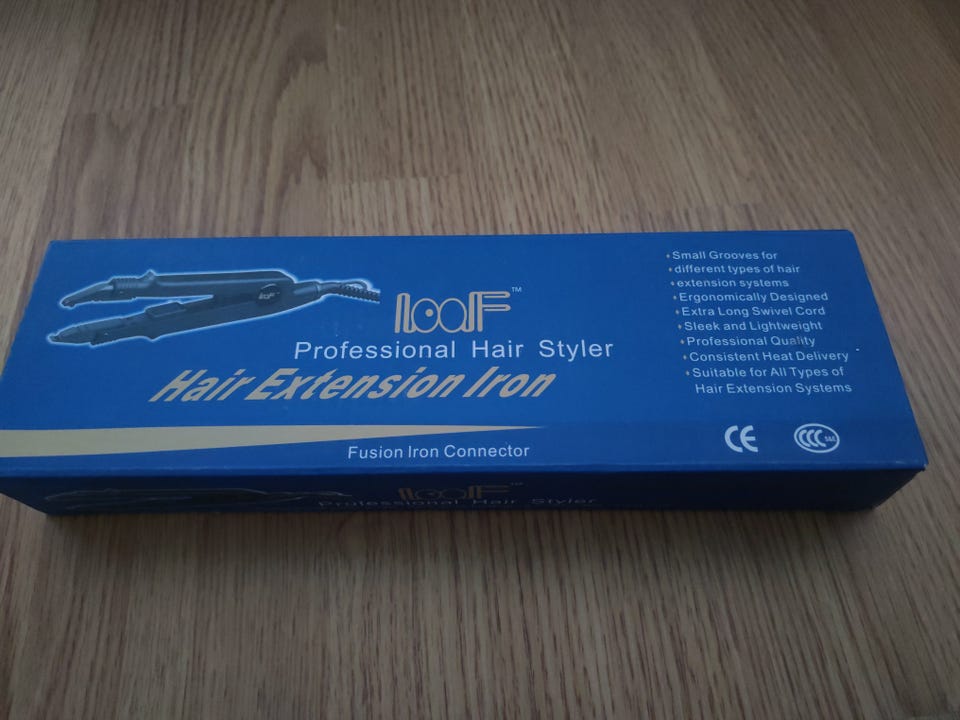 LOOF™
Professional Hair Styler
Hair Extension Iron
Fusion Iron Connector
Small Grooves for
different types of hair
extension systems
Ergonomically Designed
Extra Long Swivel Cord
Sleek and Lightweight
Professional Quality
Consistent Heat Delivery
Suitable for All Types of
Hair Extension Systems
CE
CCC
LOOF™
Professional Hair Styler